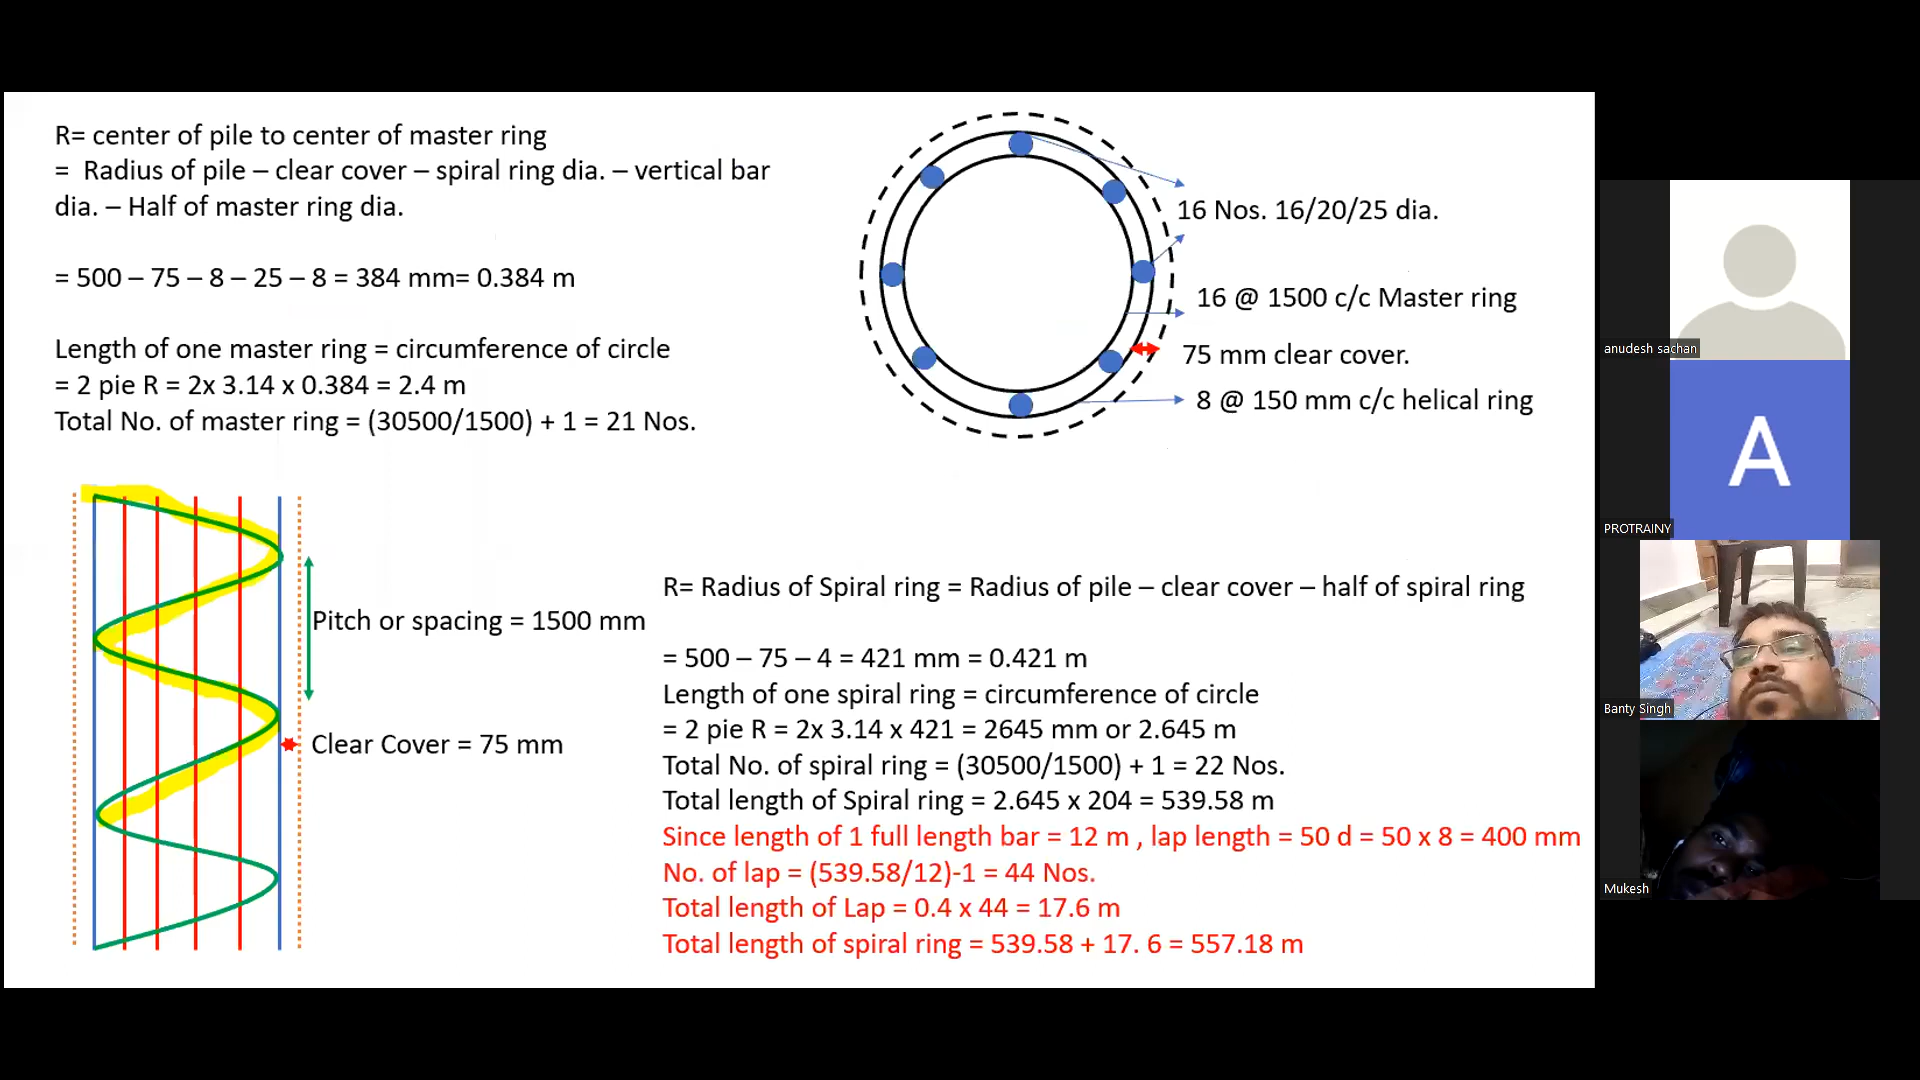 R= center of pile to center of master ring
=  Radius of pile – clear cover – spiral ring dia. – vertical bar
dia. – Half of master ring dia.
= 500 – 75 – 8 – 25 – 8 = 384 mm= 0.384 m
Length of one master ring = circumference of circle
= 2 pie R = 2x 3.14 x 0.384 = 2.4 m
Total No. of master ring = (30500/1500) + 1 = 21 Nos.
16 Nos. 16/20/25 dia.
16 @ 1500 c/c Master ring
75 mm clear cover.
8 @ 150 mm c/c helical ring
Pitch or spacing = 1500 mm
Clear Cover = 75 mm
R= Radius of Spiral ring = Radius of pile – clear cover – half of spiral ring
= 500 – 75 – 4 = 421 mm = 0.421 m
Length of one spiral ring = circumference of circle
= 2 pie R = 2x 3.14 x 421 = 2645 mm or 2.645 m
Total No. of spiral ring = (30500/1500) + 1 = 22 Nos.
Total length of Spiral ring = 2.645 x 204 = 539.58 m
Since length of 1 full length bar = 12 m , lap length = 50 d = 50 x 8 = 400 mm
No. of lap = (539.58/12)-1 = 44 Nos.
Total length of Lap = 0.4 x 44 = 17.6 m
Total length of spiral ring = 539.58 + 17. 6 = 557.18 m
anudesh sachan
A
PROTRAINY
Banty Singh
Mukesh